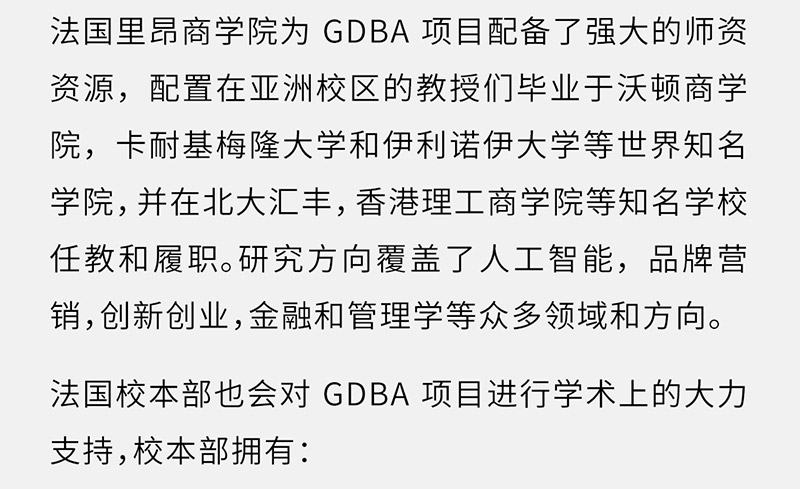 法国里昂商学院为 GDBA 项目配备了强大的师资
资源，配置在亚洲校区的教授们毕业于沃顿商学
院，卡耐基梅隆大学和伊利诺伊大学等世界知名
学院，并在北大汇丰，香港理工商学院等知名学校
任教和履职。研究方向覆盖了人工智能，品牌营
销，创新创业，金融和管理学等众多领域和方向。
法国校本部也会对 GDBA 项目进行学术上的大力
支持，校本部拥有：